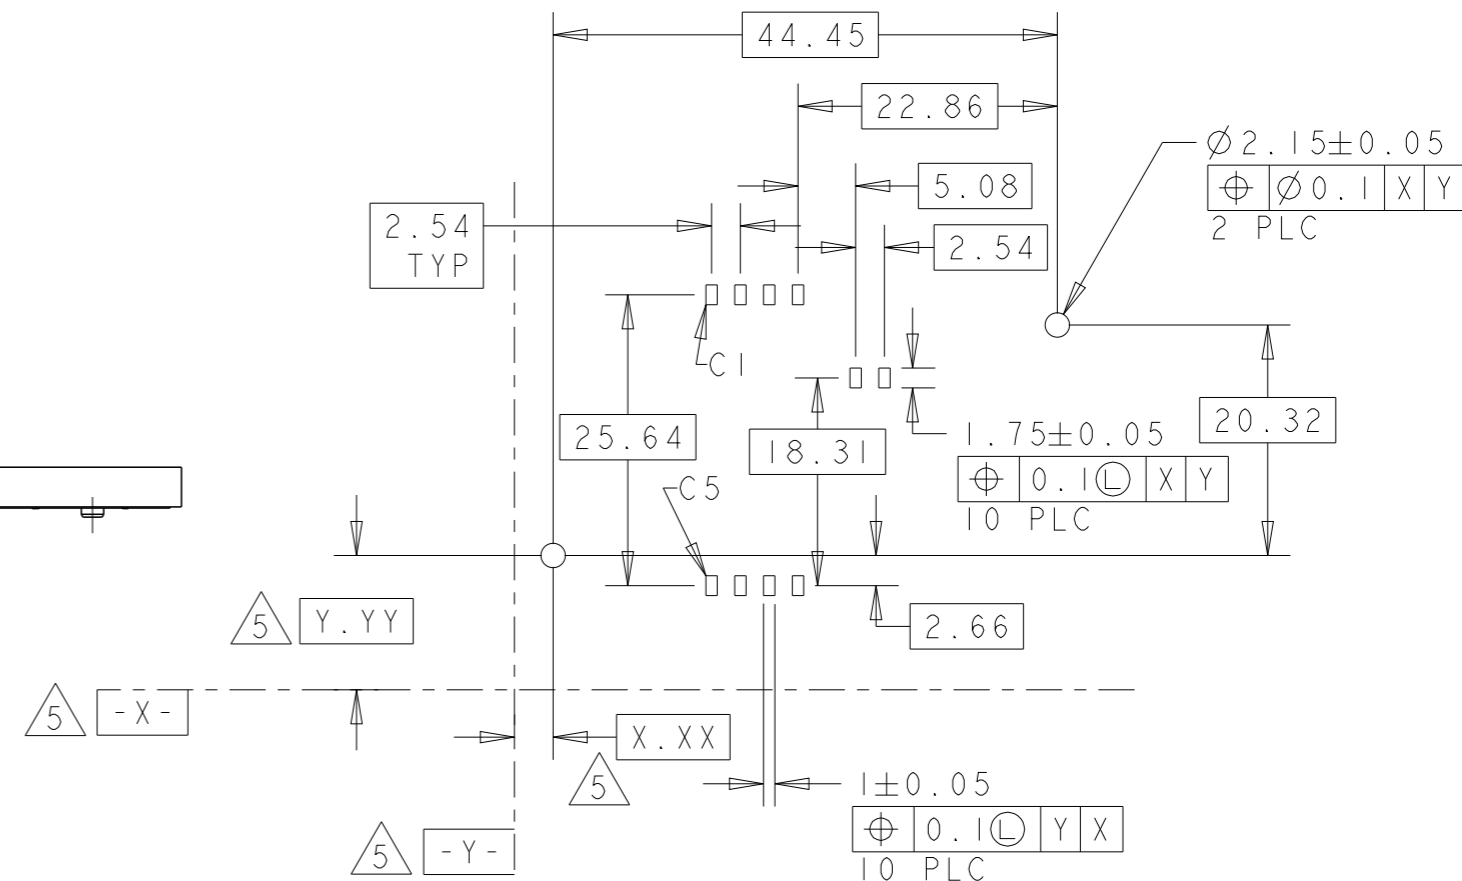 44.45
22.86
Ø2.15±0.05
⌖ Ø0.1 X Y
2 PLC
5.08
2.54
TYP
2.54
C1
25.64
18.31
20.32
1.75±0.05
⌖ 0.1Ⓛ X Y
10 PLC
C5
5 Y.YY
2.66
5 -X-
X.XX
5
1±0.05
⌖ 0.1Ⓛ Y X
10 PLC
5 -Y-